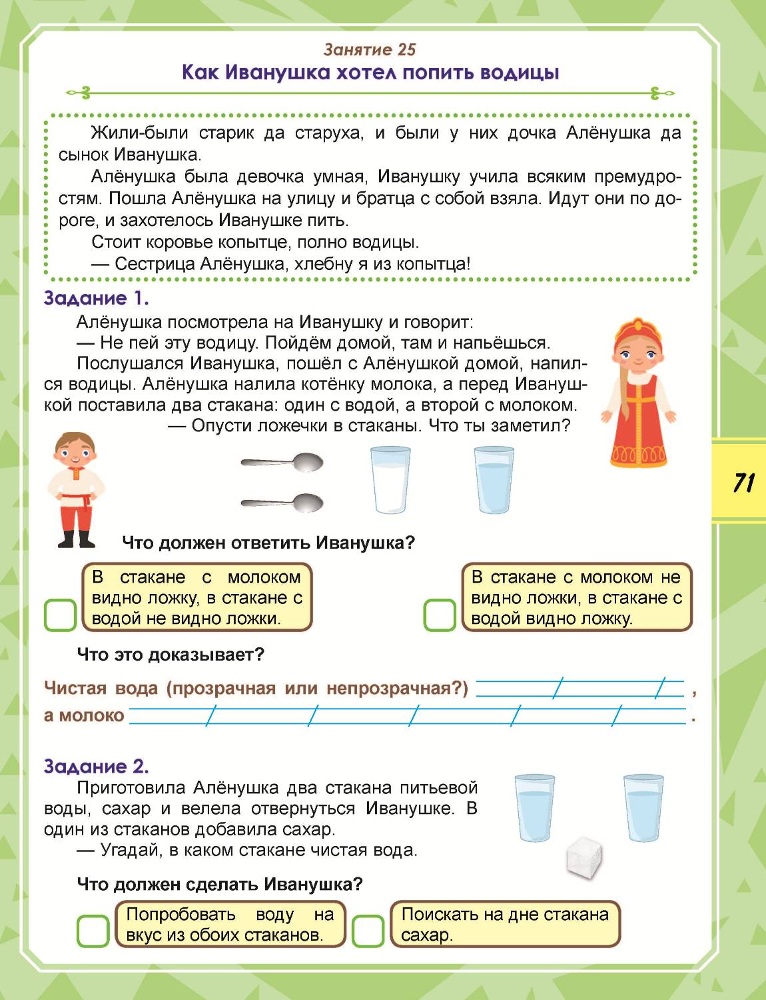 Занятие 25
Как Иванушка хотел попить водицы
Жили-были старик да старуха, и были у них дочка Алёнушка да
сынок Иванушка.
Алёнушка была девочка умная, Иванушку учила всяким премудро-
стям. Пошла Алёнушка на улицу и братца с собой взяла. Идут они по до-
роге, и захотелось Иванушке пить.
Стоит коровье копытце, полно водицы.
— Сестрица Алёнушка, хлебну я из копытца!
Задание 1.
Алёнушка посмотрела на Иванушку и говорит:
— Не пей эту водицу. Пойдём домой, там и напьёшься.
Послушался Иванушка, пошёл с Алёнушкой домой, напил-
ся водицы. Алёнушка налила котёнку молока, а перед Ивануш-
кой поставила два стакана: один с водой, а второй с молоком.
— Опусти ложечки в стаканы. Что ты заметил?
71
Что должен ответить Иванушка?
В стакане с молоком
видно ложку, в стакане с
водой не видно ложки.
В стакане с молоком не
видно ложки, в стакане с
водой видно ложку.
Что это доказывает?
Чистая вода (прозрачная или непрозрачная?) ,
а молоко .
Задание 2.
Приготовила Алёнушка два стакана питьевой
воды, сахар и велела отвернуться Иванушке. В
один из стаканов добавила сахар.
— Угадай, в каком стакане чистая вода.
Что должен сделать Иванушка?
Попробовать воду на
вкус из обоих стаканов.
Поискать на дне стакана
сахар.